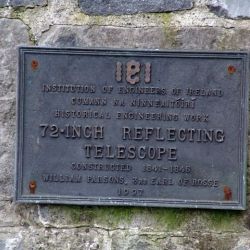 IEI
INSTITUTION OF ENGINEERS OF IRELAND
CUMANN NA NINNEALTÓIRÍ
HISTORICAL ENGINEERING WORK
72-INCH REFLECTING
TELESCOPE
CONSTRUCTED 1841-1845
WILLIAM PARSONS, 3RD EARL OF ROSSE
1997